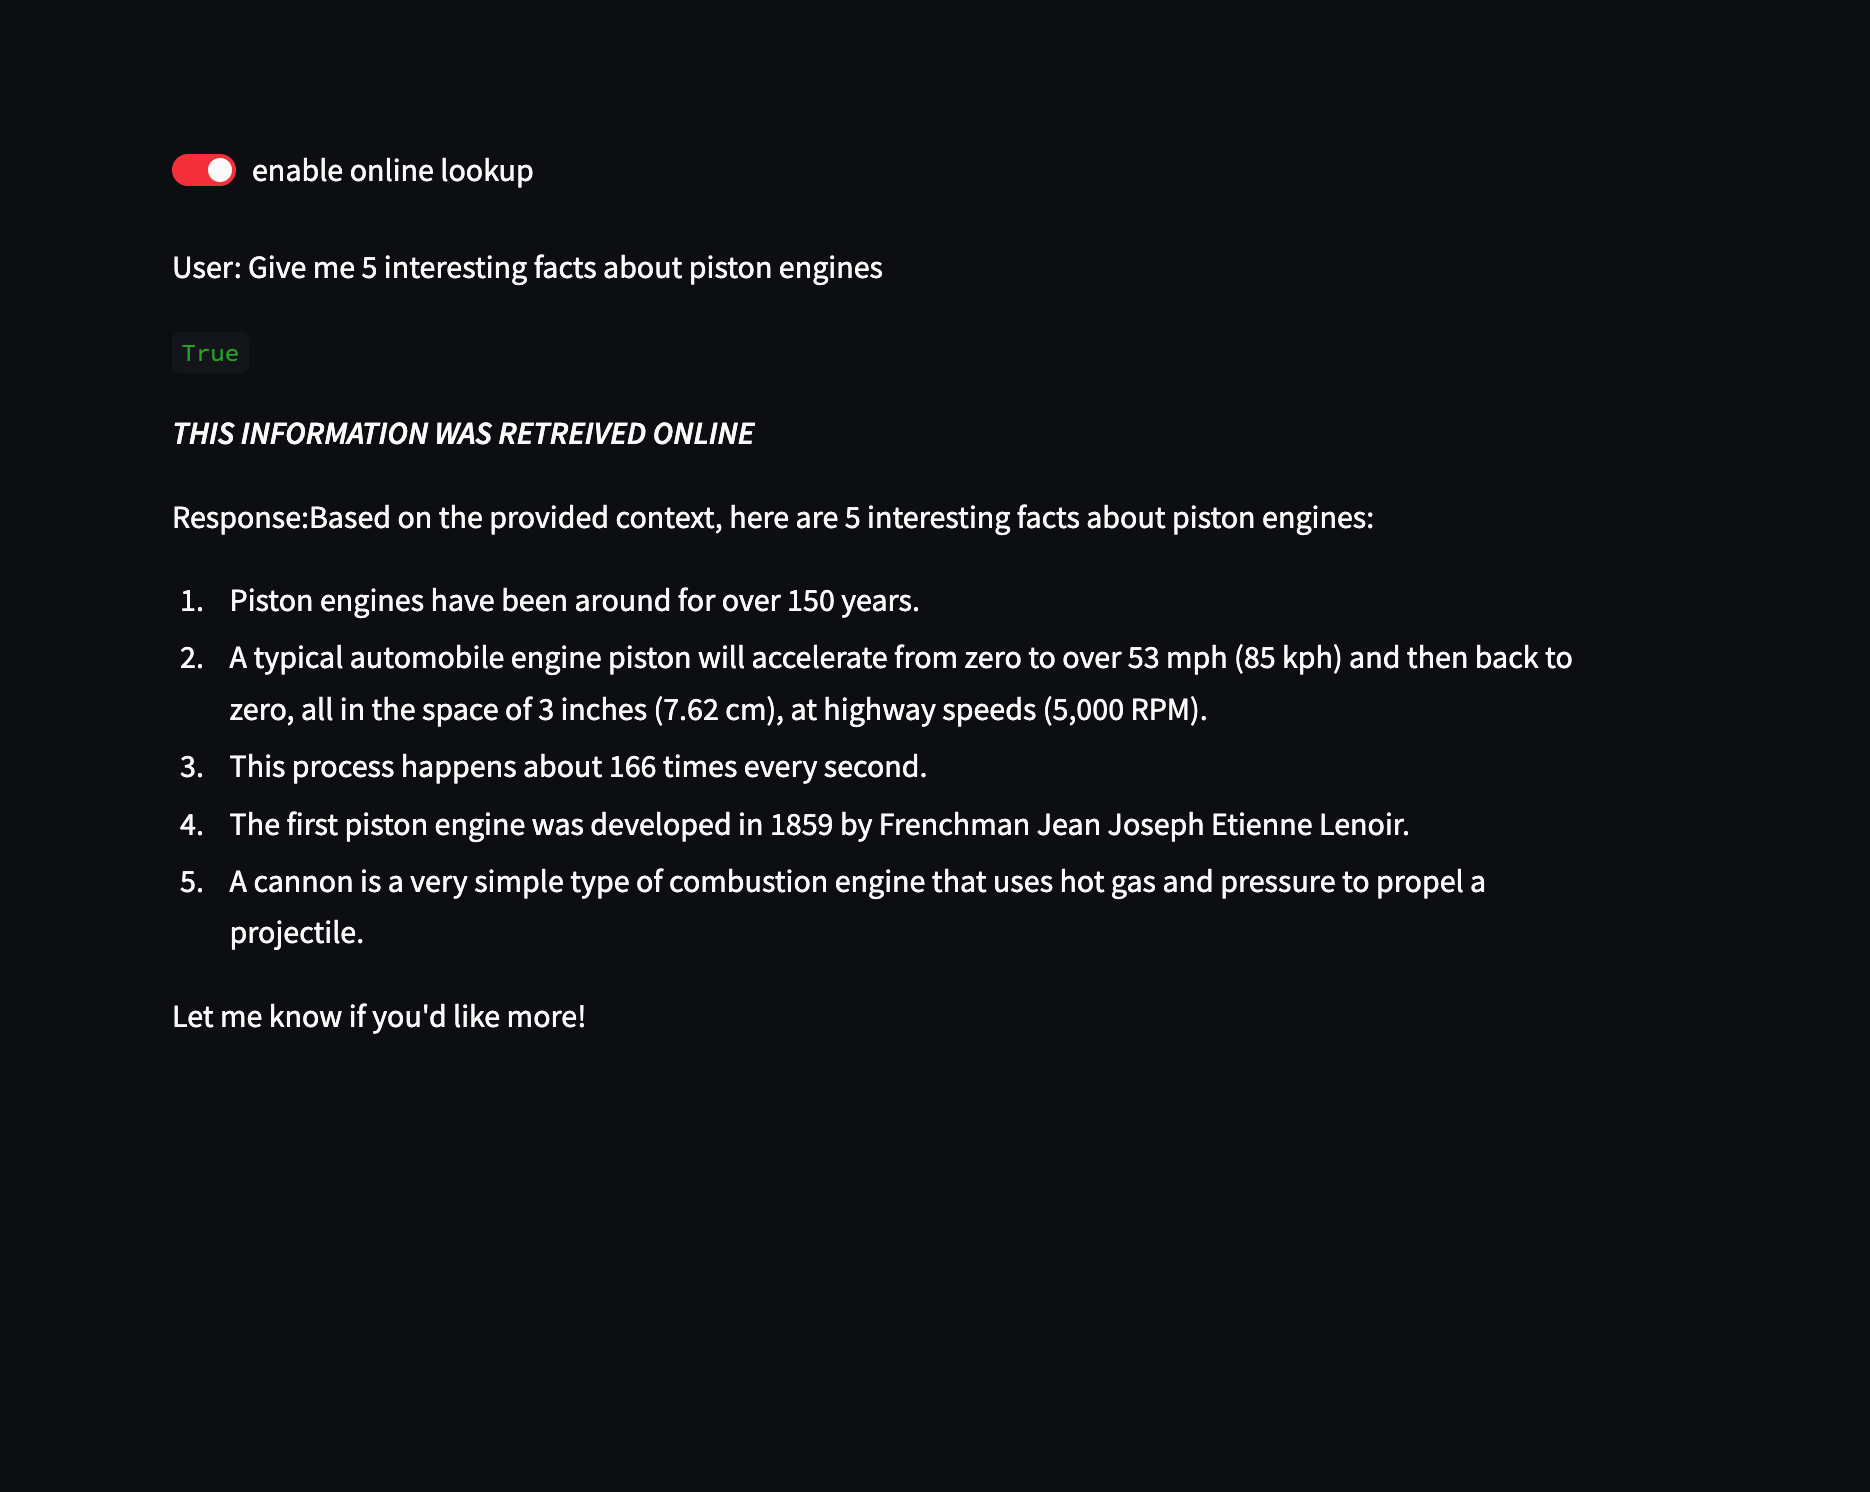 enable online lookup
User: Give me 5 interesting facts about piston engines
True
THIS INFORMATION WAS RETREIVED ONLINE
Response:Based on the provided context, here are 5 interesting facts about piston engines:
1. Piston engines have been around for over 150 years.
2. A typical automobile engine piston will accelerate from zero to over 53 mph (85 kph) and then back to
zero, all in the space of 3 inches (7.62 cm), at highway speeds (5,000 RPM).
3. This process happens about 166 times every second.
4. The first piston engine was developed in 1859 by Frenchman Jean Joseph Etienne Lenoir.
5. A cannon is a very simple type of combustion engine that uses hot gas and pressure to propel a
projectile.
Let me know if you'd like more!